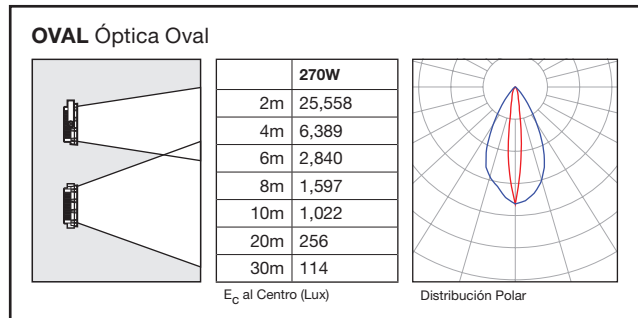 OVAL Óptica Oval
270W
2m 25,558
4m 6,389
6m 2,840
8m 1,597
10m 1,022
20m 256
30m 114
EC al Centro (Lux)
Distribución Polar